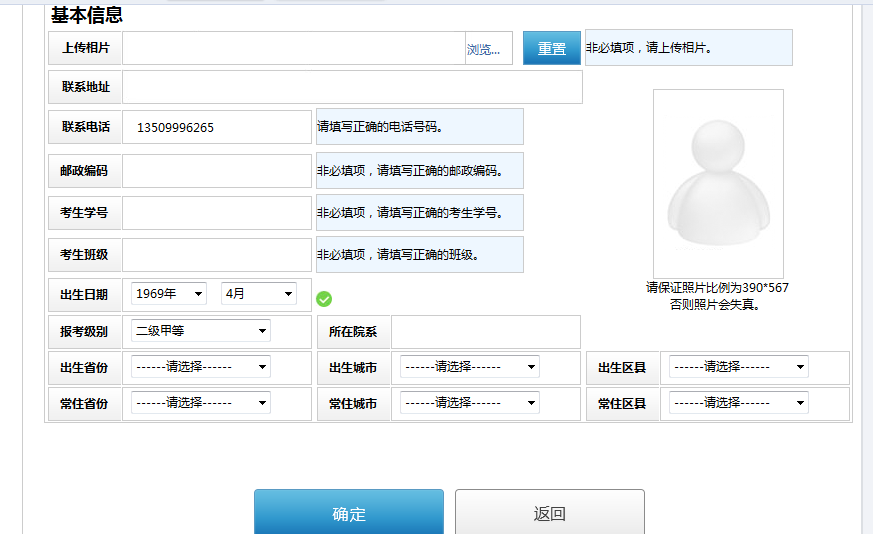 基本信息
上传相片 浏览... 重置 非必填项，请上传相片。
联系地址
联系电话 13509996265 请填写正确的电话号码。
邮政编码 非必填项，请填写正确的邮政编码。
考生学号 非必填项，请填写正确的考生学号。
考生班级 非必填项，请填写正确的班级。
请保证照片比例为390*567
否则照片会失真。
出生日期 1969年 4月
报考级别 二级甲等 所在院系
出生省份 ------请选择------ 出生城市 ------请选择------ 出生区县 ------请选择------
常住省份 ------请选择------ 常住城市 ------请选择------ 常住区县 ------请选择------
确定 返回